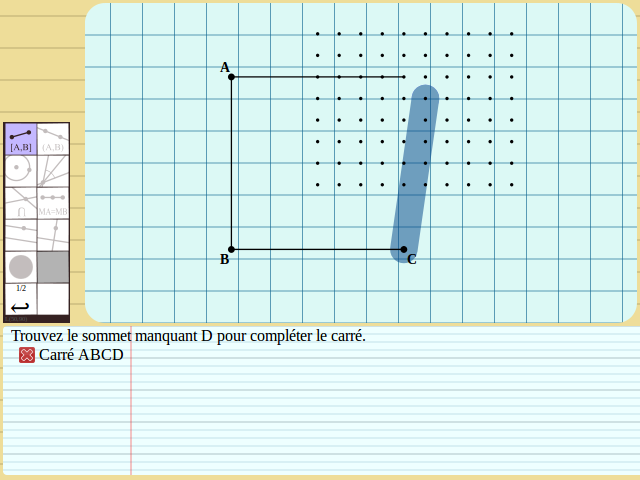 A
[A,B]
(A,B)
∩
MA=MB
B
C
1/2
Trouvez le sommet manquant D pour compléter le carré.
Carré ABCD